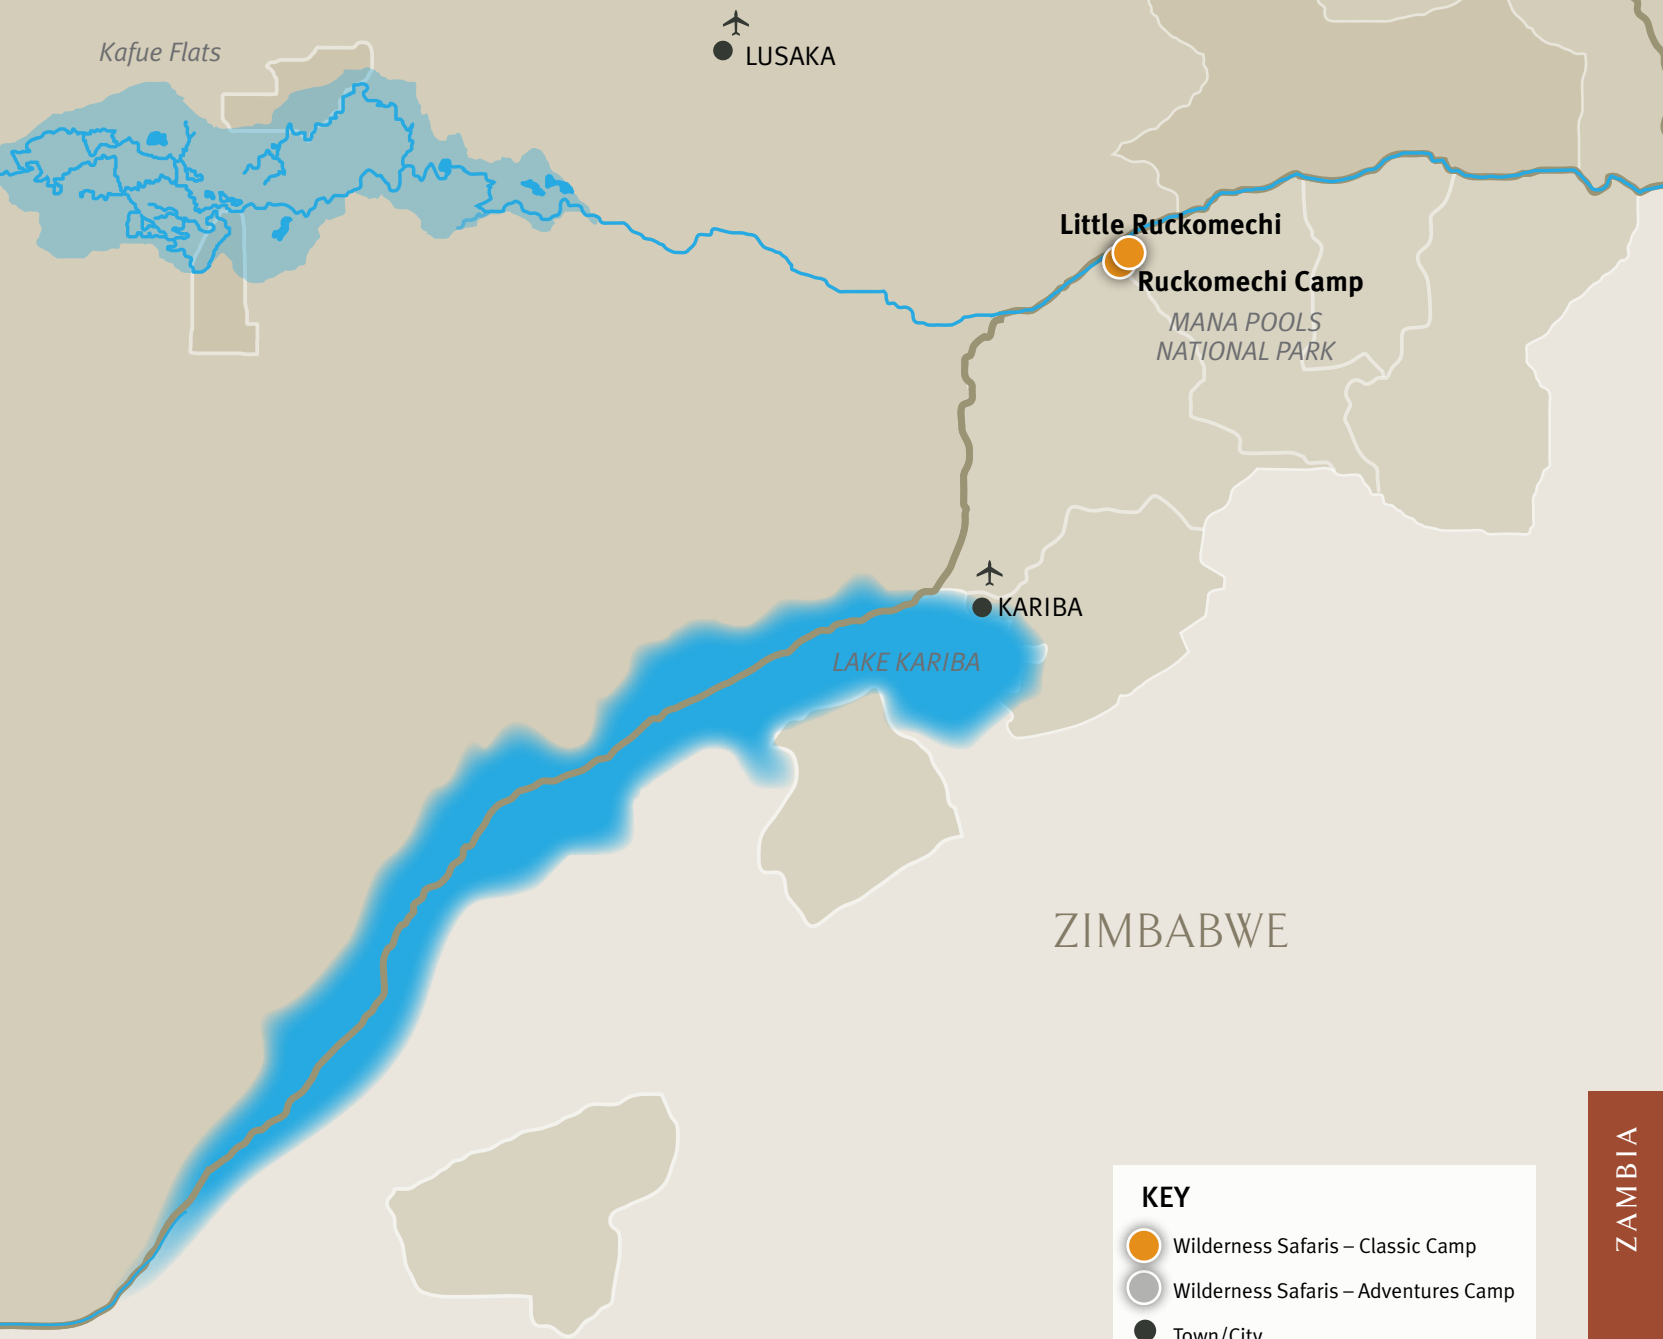 Kafue Flats
LUSAKA
Little Ruckomechi
Ruckomechi Camp
MANA POOLS
NATIONAL PARK
KARIBA
LAKE KARIBA
ZIMBABWE
ZAMBIA
KEY
Wilderness Safaris – Classic Camp
Wilderness Safaris – Adventures Camp
Town/City